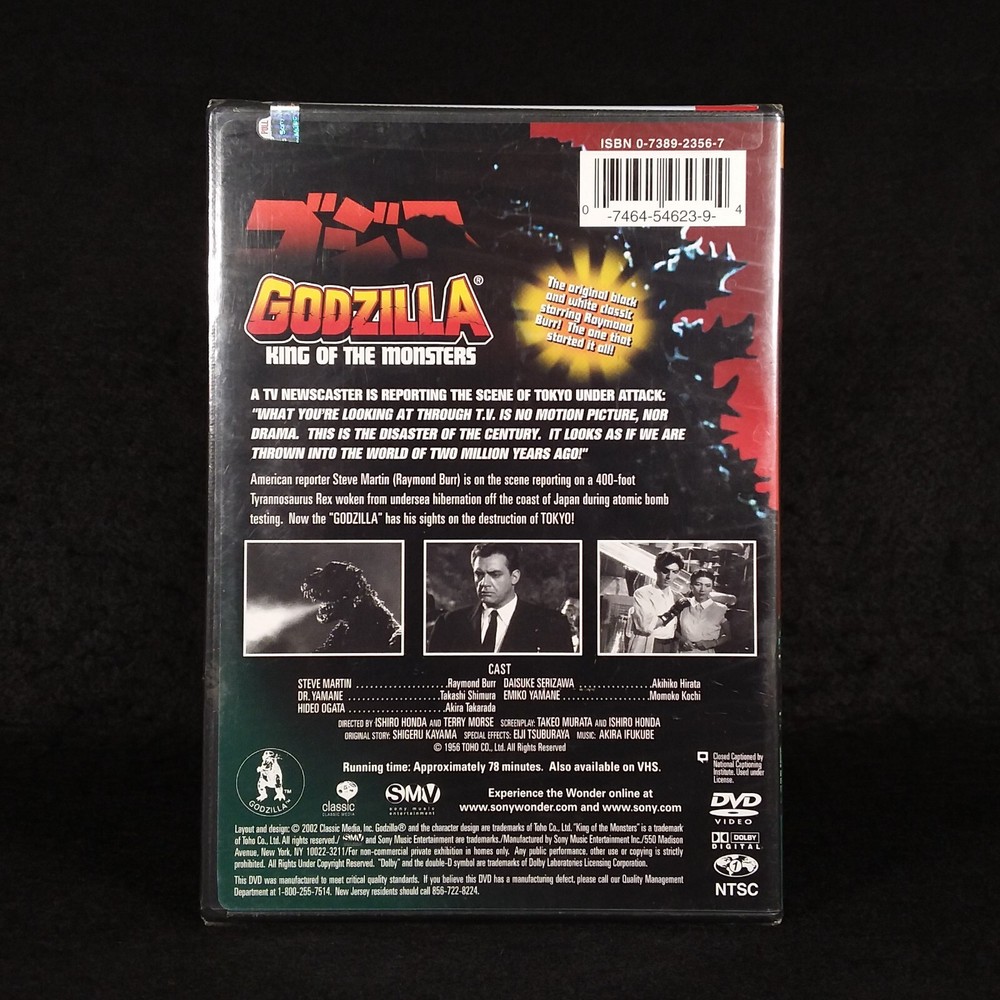 PULL
ISBN 0-7389-2356-7
0 -7464-54623-9- 4
ゴジラ
GODZILLA®
KING OF THE MONSTERS
The original black
and white classic
starring Raymond
Burr! The one that
started it all!
A TV NEWSCASTER IS REPORTING THE SCENE OF TOKYO UNDER ATTACK:
"WHAT YOU'RE LOOKING AT THROUGH T.V. IS NO MOTION PICTURE, NOR
DRAMA. THIS IS THE DISASTER OF THE CENTURY. IT LOOKS AS IF WE ARE
THROWN INTO THE WORLD OF TWO MILLION YEARS AGO!"
American reporter Steve Martin (Raymond Burr) is on the scene reporting on a 400-foot
Tyrannosaurus Rex woken from undersea hibernation off the coast of Japan during atomic bomb
testing. Now the "GODZILLA" has his sights on the destruction of TOKYO!
CAST
STEVE MARTIN ....................Raymond Burr DAISUKE SERIZAWA ................Akihiko Hirata
DR. YAMANE ....................Takashi Shimura EMIKO YAMANE ....................Momoko Kochi
HIDEO OGATA ....................Akira Takarada
DIRECTED BY ISHIRO HONDA AND TERRY MORSE SCREENPLAY: TAKEO MURATA AND ISHIRO HONDA
ORIGINAL STORY: SHIGERU KAYAMA SPECIAL EFFECTS: EIJI TSUBURAYA MUSIC: AKIRA IFUKUBE
© 1956 TOHO CO., Ltd. All Rights Reserved
Running time: Approximately 78 minutes. Also available on VHS.
Closed Captioned by
National Captioning
Institute. Used under
License.
GODZILLA™
classic
CLASSIC MEDIA
SMV
sony music
entertainment
Experience the Wonder online at
www.sonywonder.com and www.sony.com
DVD
VIDEO
DOLBY
DIGITAL
1
NTSC
Layout and design: © 2002 Classic Media, Inc. Godzilla® and the character design are trademarks of Toho Co., Ltd. "King of the Monsters" is a trademark
of Toho Co., Ltd. All rights reserved./ SMV and Sony Music Entertainment are trademarks./Manufactured by Sony Music Entertainment Inc./550 Madison
Avenue, New York, NY 10022-3211/For non-commercial private exhibition in homes only. Any public performance, other use or copying is strictly
prohibited. All Rights Under Copyright Reserved. "Dolby" and the double-D symbol are trademarks of Dolby Laboratories Licensing Corporation.
This DVD was manufactured to meet critical quality standards. If you believe this DVD has a manufacturing deficiency, please call our Quality Management
Department at 1-800-255-7514. New Jersey residents should call 856-722-8224.